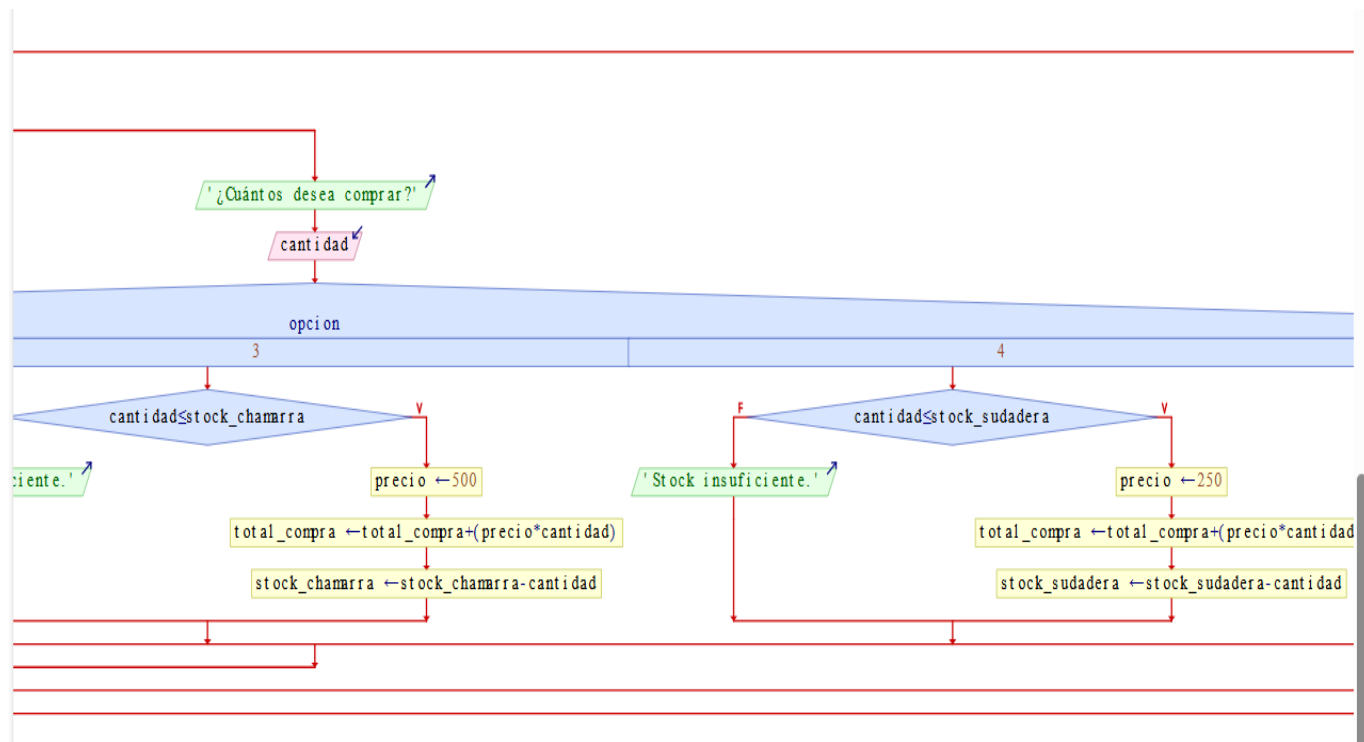 '¿Cuántos desea comprar?'
cantidad
opcion
3
4
cantidad≤stock_chamarra
V
F
cantidad≤stock_sudadera
V
ciente.'
precio ←500
'Stock insuficiente.'
precio ←250
total_compra ←total_compra+(precio*cantidad)
total_compra ←total_compra+(precio*cantidad
stock_chamarra ←stock_chamarra-cantidad
stock_sudadera ←stock_sudadera-cantidad